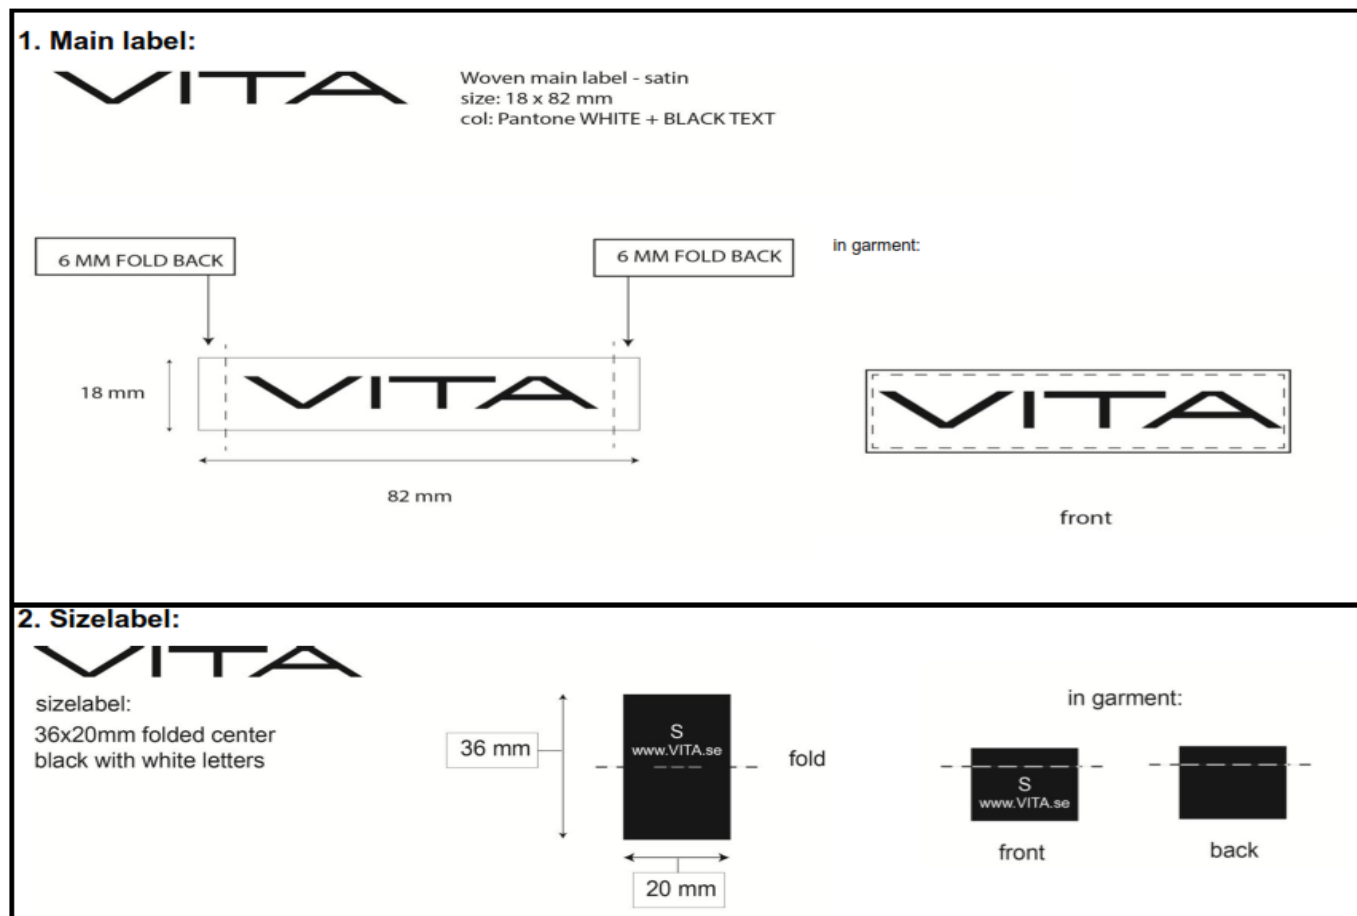 1. Main label:
VITA
Woven main label - satin
size: 18 x 82 mm
col: Pantone WHITE + BLACK TEXT
6 MM FOLD BACK
6 MM FOLD BACK
in garment:
18 mm
VITA
VITA
82 mm
front
2. Sizelabel:
VITA
sizelabel:
36x20mm folded center
black with white letters
36 mm
S
www.VITA.se
fold
20 mm
in garment:
S
www.VITA.se
front
back